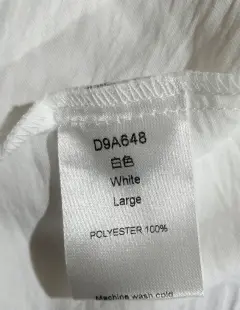 D9A648
白色
White
Large
POLYESTER 100%
Machine wash cold